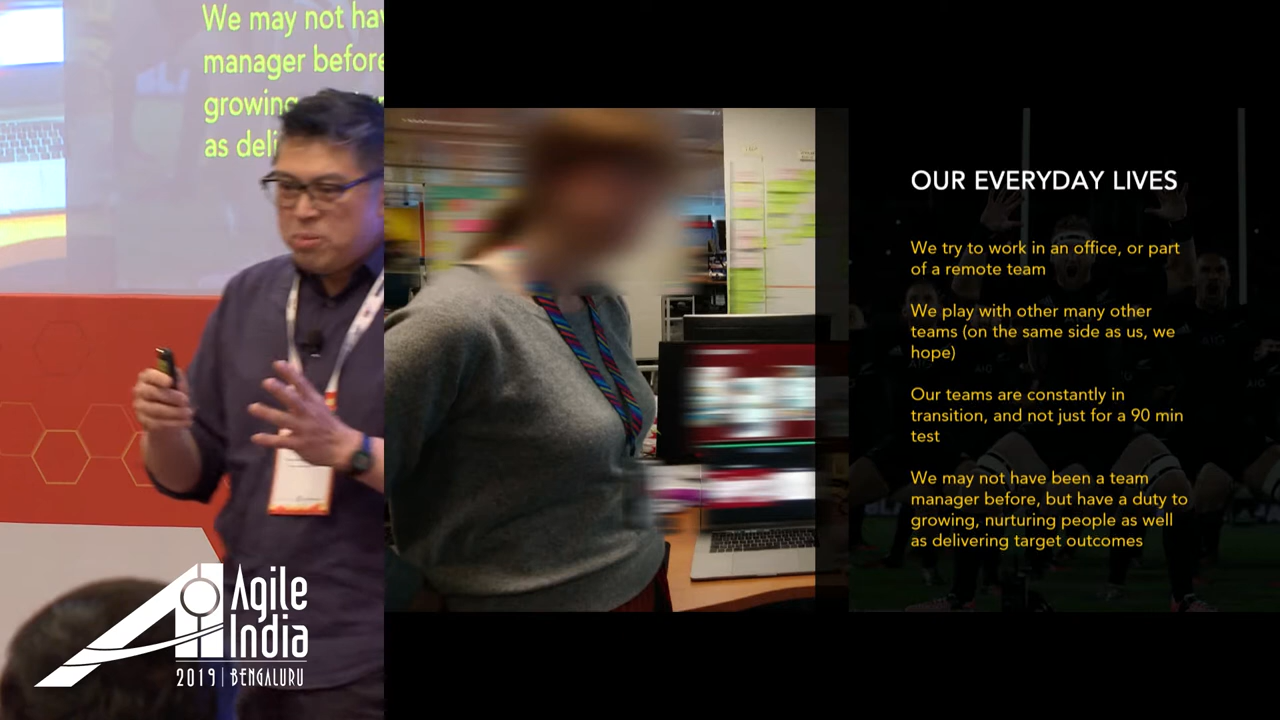 We may not hav
manager before
growing
as deli
Agile
India
2019 | BENGALURU
OUR EVERYDAY LIVES
We try to work in an office, or part
of a remote team
We play with other many other
teams (on the same side as us, we
hope)
Our teams are constantly in
transition, and not just for a 90 min
test
We may not have been a team
manager before, but have a duty to
growing, nurturing people as well
as delivering target outcomes
AIG
AIG